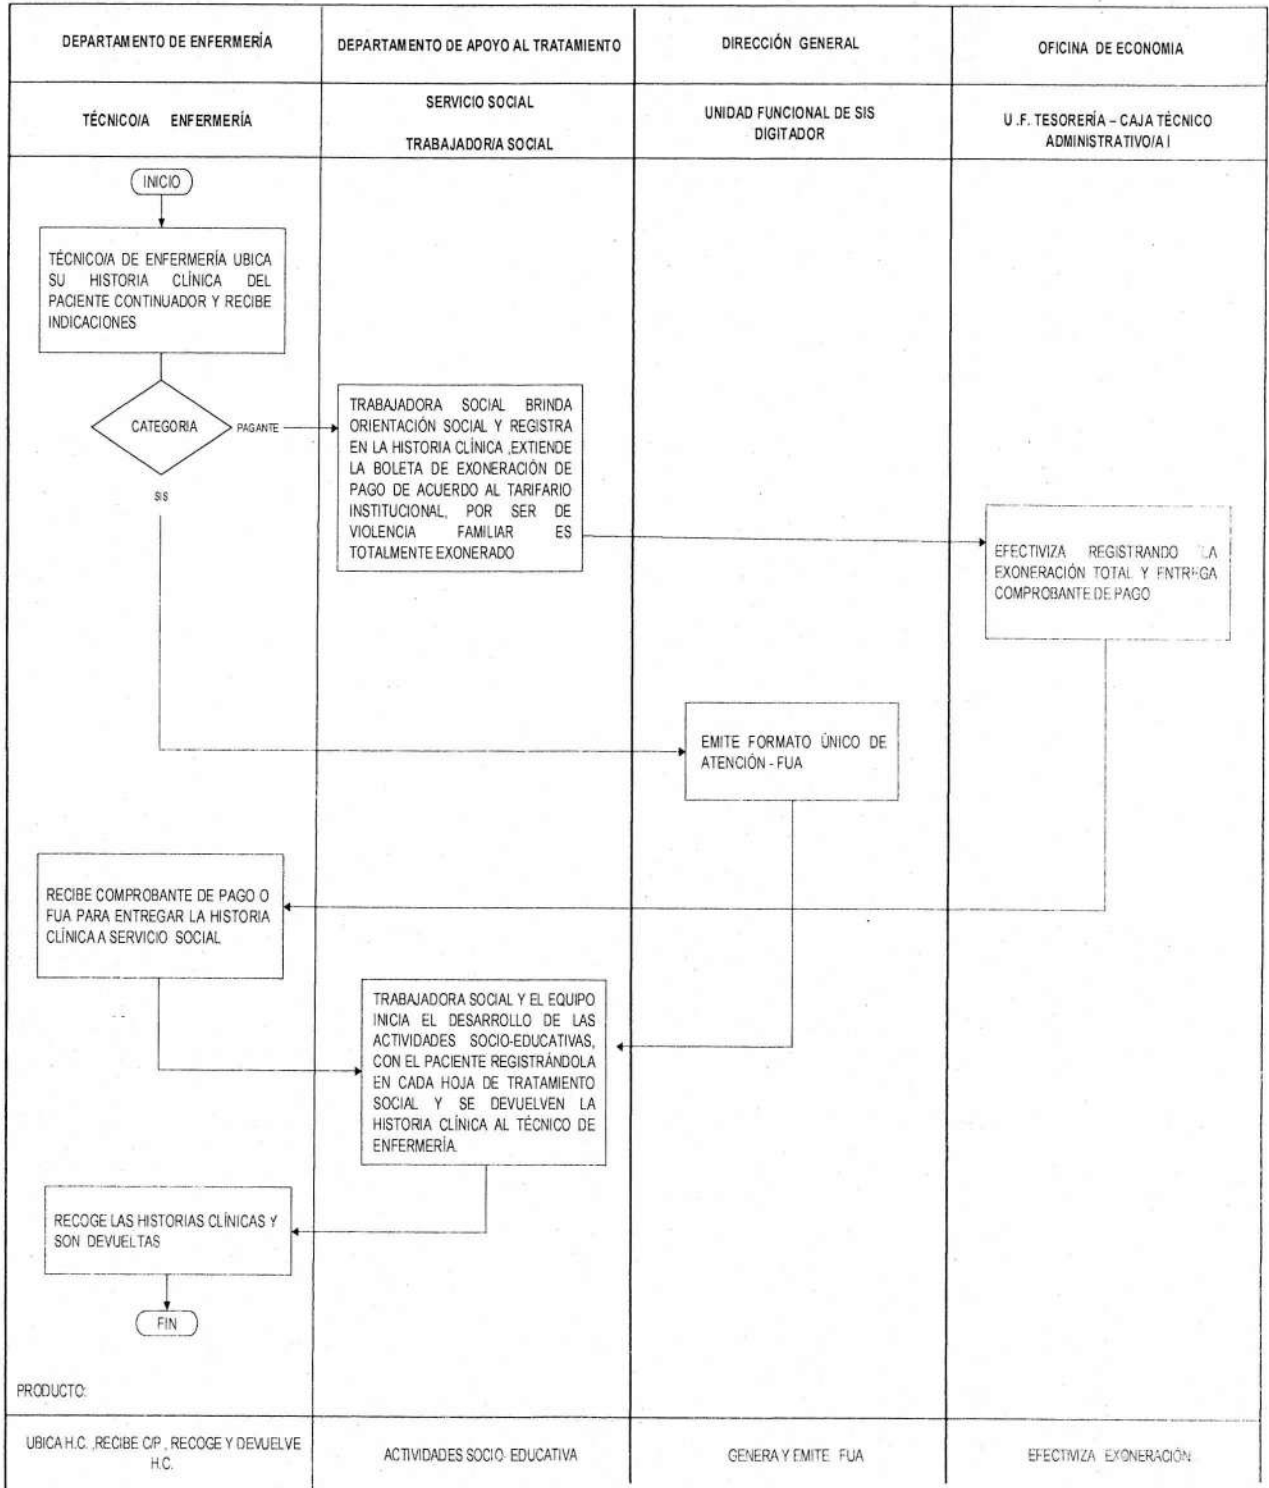 DEPARTAMENTO DE ENFERMERÍA
DEPARTAMENTO DE APOYO AL TRATAMIENTO
DIRECCIÓN GENERAL
OFICINA DE ECONOMIA
TÉCNICO/A ENFERMERÍA
SERVICIO SOCIAL
TRABAJADOR/A SOCIAL
UNIDAD FUNCIONAL DE SIS
DIGITADOR
U .F. TESORERÍA – CAJA TÉCNICO
ADMINISTRATIVO/A I
INICIO
TÉCNICO/A DE ENFERMERÍA UBICA
SU HISTORIA CLÍNICA DEL
PACIENTE CONTINUADOR Y RECIBE
INDICACIONES
CATEGORIA
PAGANTE
SIS
TRABAJADORA SOCIAL BRINDA
ORIENTACIÓN SOCIAL Y REGISTRA
EN LA HISTORIA CLÍNICA ,EXTIENDE
LA BOLETA DE EXONERACIÓN DE
PAGO DE ACUERDO AL TARIFARIO
INSTITUCIONAL, POR SER DE
VIOLENCIA FAMILIAR ES
TOTALMENTE EXONERADO
EFECTIVIZA REGISTRANDO LA
EXONERACIÓN TOTAL Y ENTREGA
COMPROBANTE DE PAGO
EMITE FORMATO ÚNICO DE
ATENCIÓN - FUA
RECIBE COMPROBANTE DE PAGO O
FUA PARA ENTREGAR LA HISTORIA
CLÍNICA A SERVICIO SOCIAL
TRABAJADORA SOCIAL Y EL EQUIPO
INICIA EL DESARROLLO DE LAS
ACTIVIDADES SOCIO-EDUCATIVAS,
CON EL PACIENTE REGISTRÁNDOLA
EN CADA HOJA DE TRATAMIENTO
SOCIAL Y SE DEVUELVEN LA
HISTORIA CLÍNICA AL TÉCNICO DE
ENFERMERÍA.
RECOGE LAS HISTORIAS CLÍNICAS Y
SON DEVUELTAS
FIN
PRODUCTO:
UBICA H.C. ,RECIBE C/P , RECOGE Y DEVUELVE
H.C.
ACTIVIDADES SOCIO- EDUCATIVA
GENERA Y EMITE FUA
EFECTIVIZA EXONERACIÓN